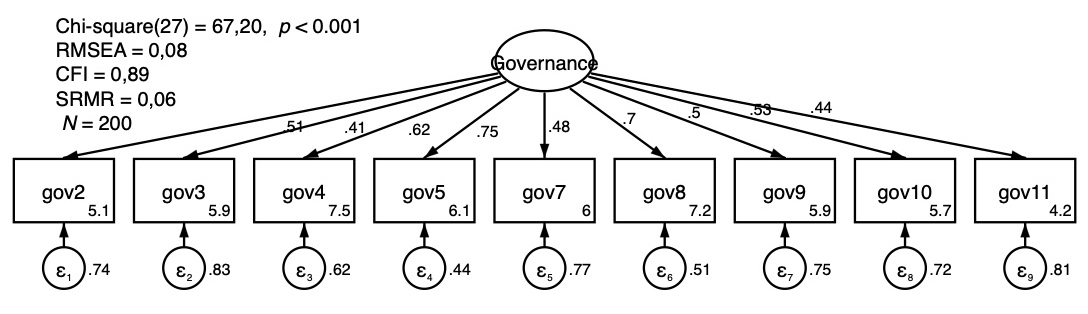 Chi-square(27) = 67,20, p < 0.001
RMSEA = 0,08
CFI = 0,89
SRMR = 0,06
N = 200
Governance
.51 .41 .62 .75 .48 .7 .5 .53 .44
gov2 gov3 gov4 gov5 gov7 gov8 gov9 gov10 gov11
5.1 5.9 7.5 6.1 6 7.2 5.9 5.7 4.2
ε1 .74 ε2 .83 ε3 .62 ε4 .44 ε5 .77 ε6 .51 ε7 .75 ε8 .72 ε9 .81